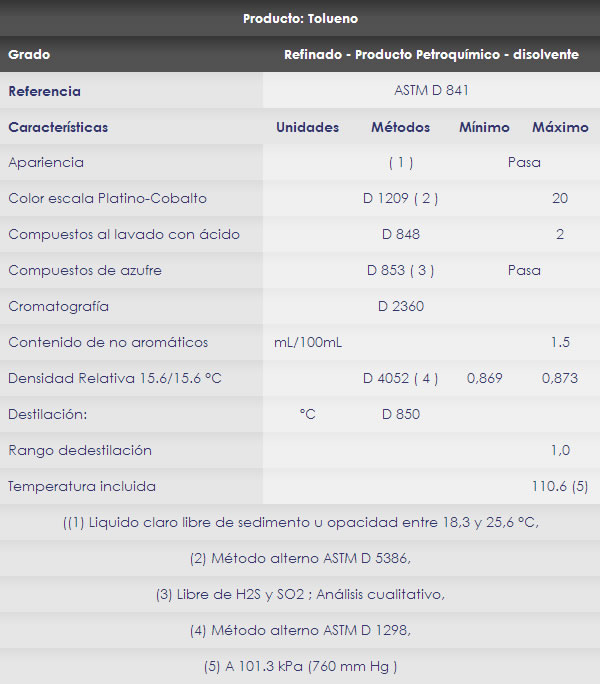 Producto: Tolueno
Grado Refinado - Producto Petroquímico - disolvente
Referencia ASTM D 841
Características Unidades Métodos Mínimo Máximo
Apariencia ( 1 ) Pasa
Color escala Platino-Cobalto D 1209 ( 2 ) 20
Compuestos al lavado con ácido D 848 2
Compuestos de azufre D 853 ( 3 ) Pasa
Cromatografía D 2360
Contenido de no aromáticos mL/100mL 1.5
Densidad Relativa 15.6/15.6 °C D 4052 ( 4 ) 0,869 0,873
Destilación: °C D 850
Rango dedestilación 1,0
Temperatura incluida 110.6 (5)
((1) Liquido claro libre de sedimento u opacidad entre 18,3 y 25,6 °C,
(2) Método alterno ASTM D 5386,
(3) Libre de H2S y SO2 ; Análisis cualitativo,
(4) Método alterno ASTM D 1298,
(5) A 101.3 kPa (760 mm Hg )